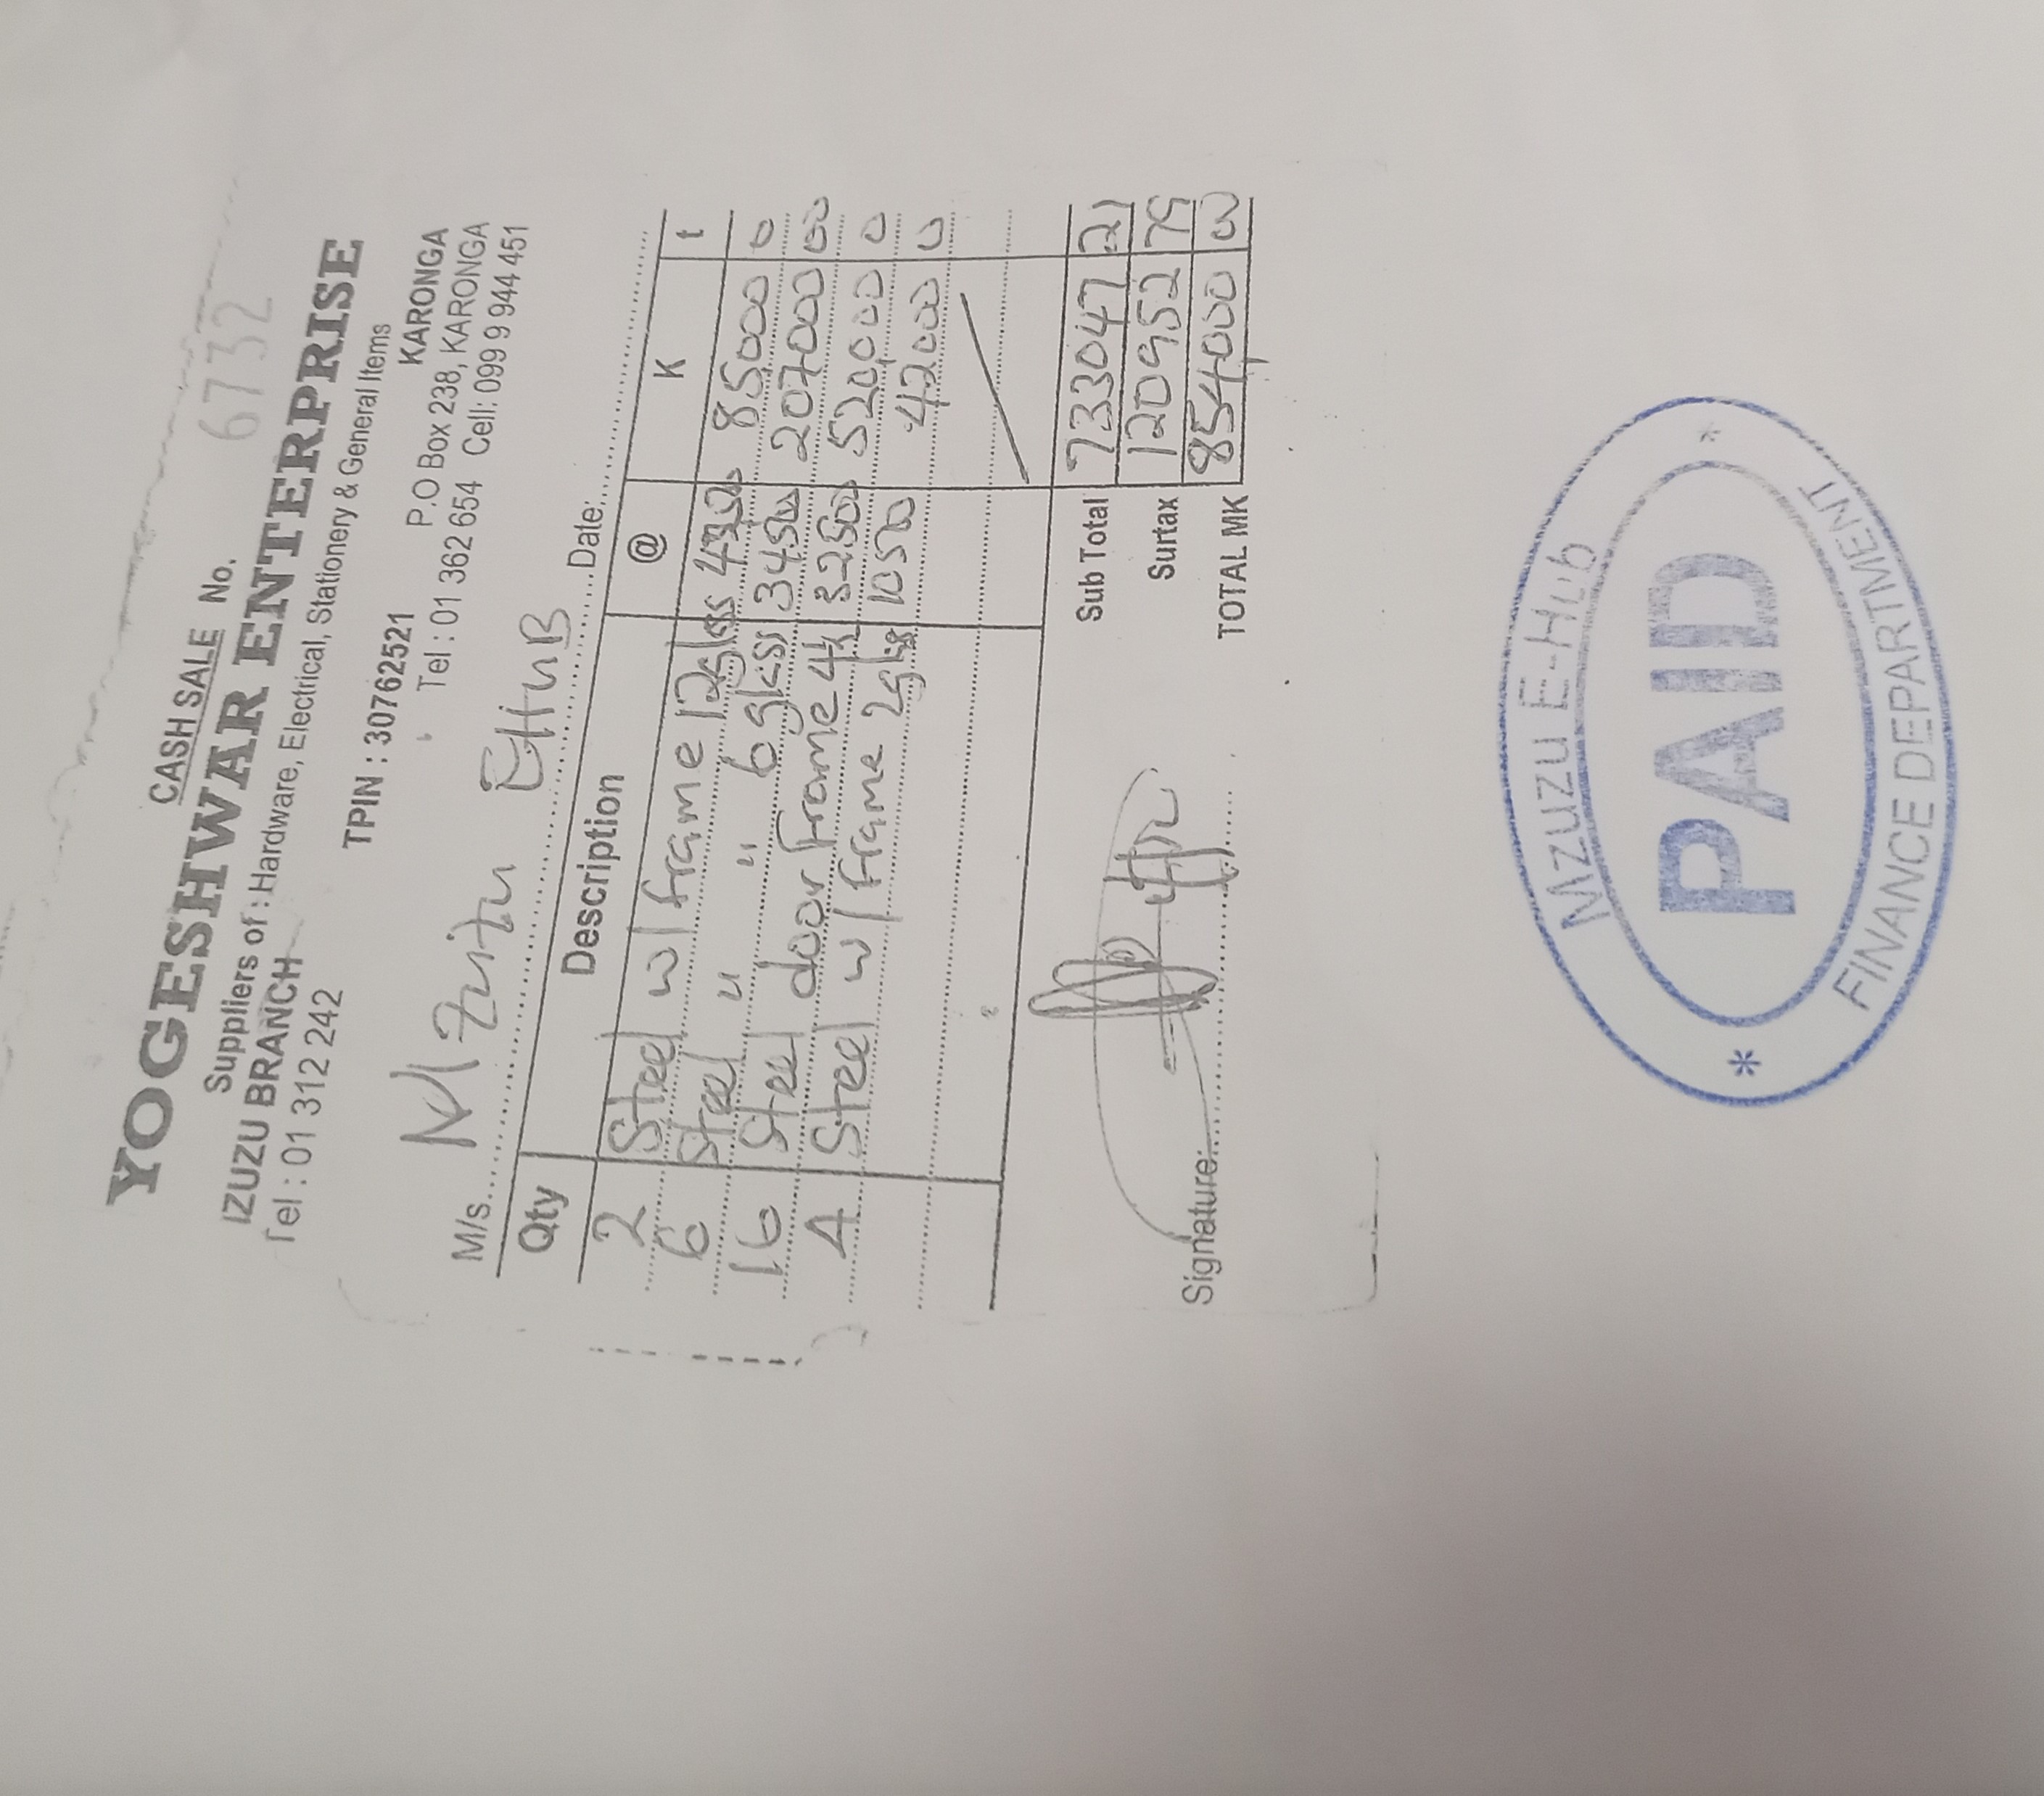 CASH SALE No. 6732
YOGESHWAR ENTERPRISE
Suppliers of : Hardware, Electrical, Stationery & General Items
IZUZU BRANCH
Tel : 01 312 242
TPIN : 30762521
KARONGA
P.O Box 238, KARONGA
Tel : 01 362 654 Cell: 099 9 944 451
M/s. Mzuzu EHUB Date:
Qty Description @ K t
2 Steel w/frame 12glass 85000 0
6 Steel " " 6glass 34500 207000 00
16 Steel door frame 32500 520,000 0
4 Steel w/frame 2gls 10500 42000 0
Sub Total 733047 21
Surtax 120952 79
TOTAL MK 854000 00
Signature:
Mzuzu E-Hub
PAID
FINANCE DEPARTMENT